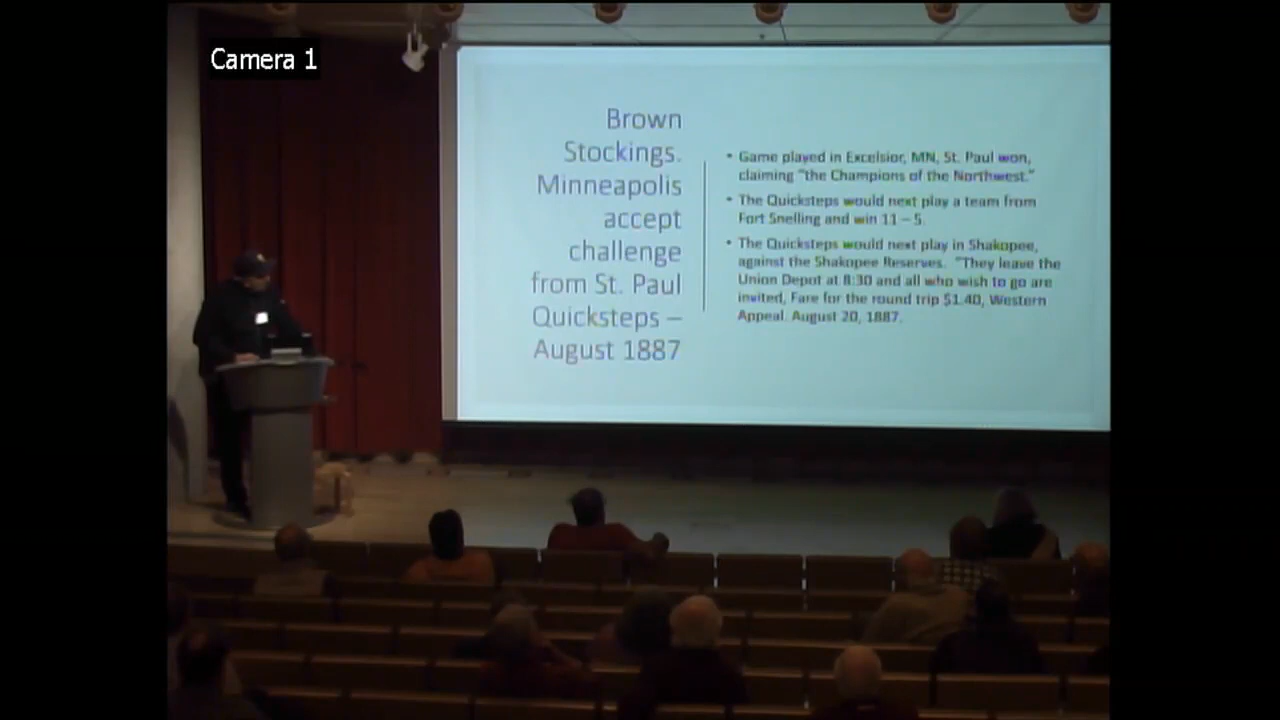 Camera 1
Brown
Stockings.
Minneapolis
accept
challenge
from St. Paul
Quicksteps –
August 1887
• Game played in Excelsior, MN, St. Paul won,
claiming "the Champions of the Northwest."
• The Quicksteps would next play a team from
Fort Snelling and win 11 – 5.
• The Quicksteps would next play in Shakopee,
against the Shakopee Reserves. "They leave the
Union Depot at 8:30 and all who wish to go are
invited, Fare for the round trip $1.40, Western
Appeal. August 20, 1887.